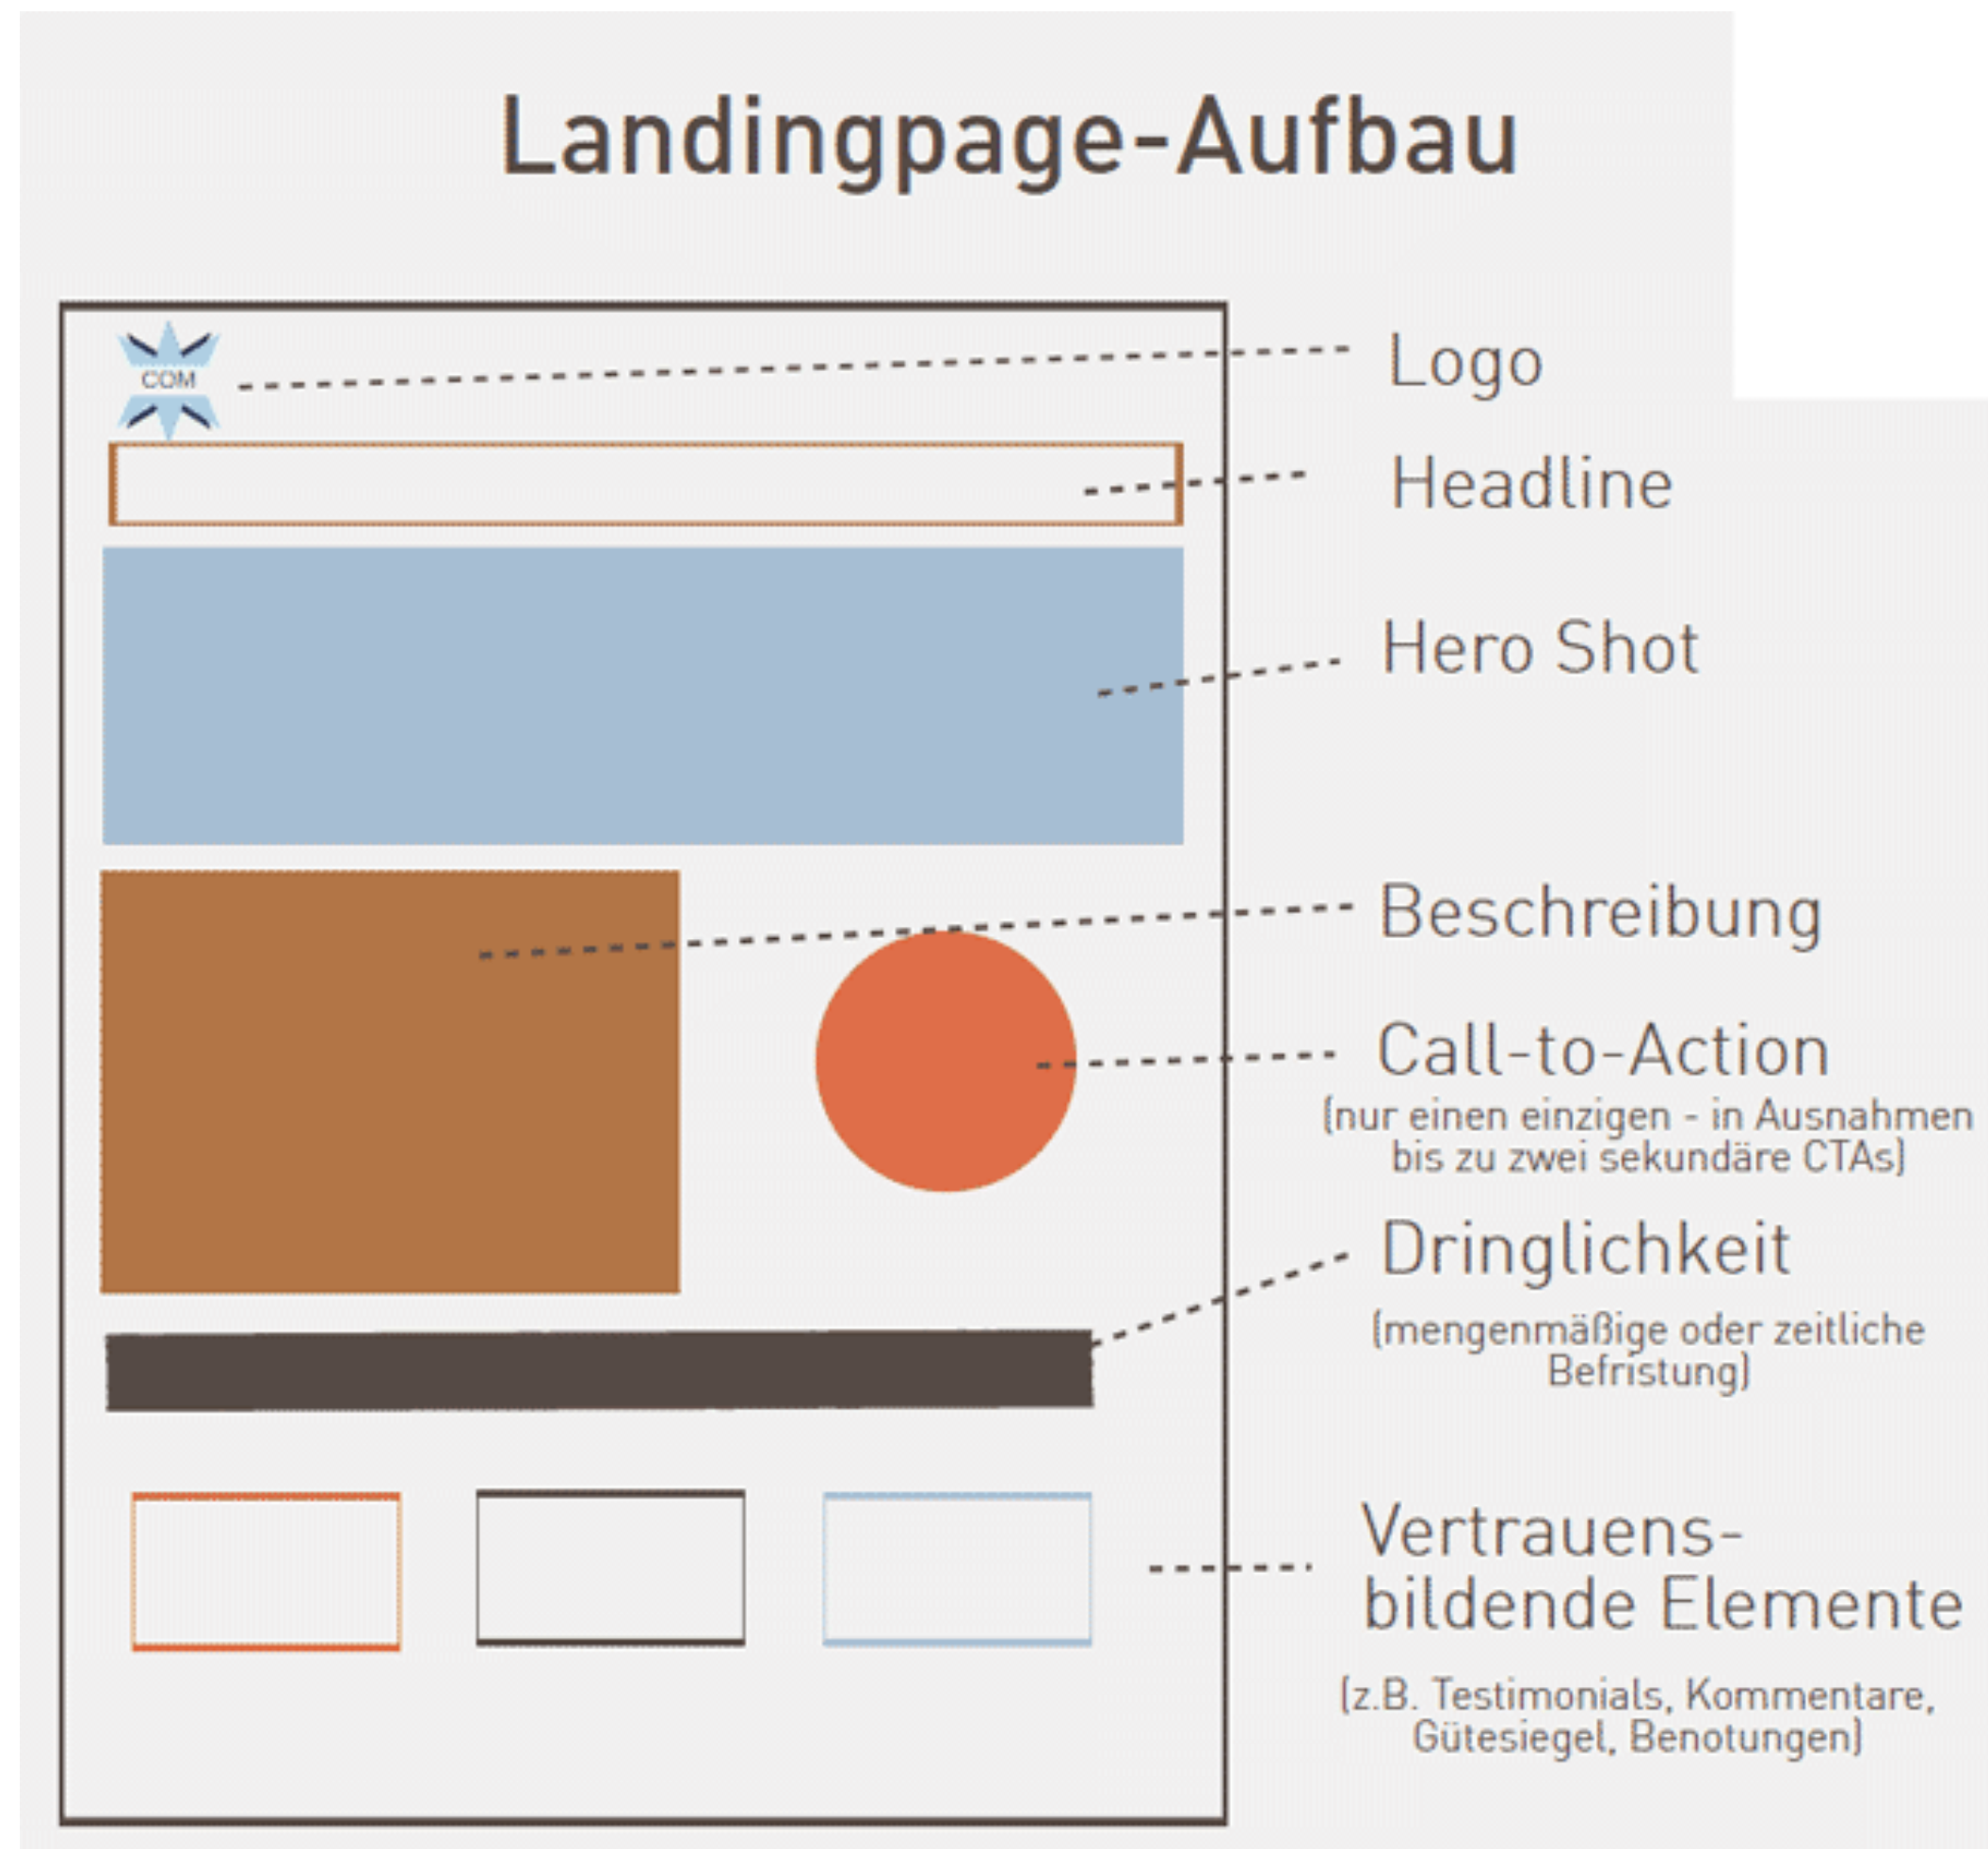 Landingpage-Aufbau
COM
Logo
Headline
Hero Shot
Beschreibung
Call-to-Action
(nur einen einzigen - in Ausnahmen
bis zu zwei sekundäre CTAs)
Dringlichkeit
(mengenmäßige oder zeitliche
Befristung)
Vertrauens-
bildende Elemente
(z.B. Testimonials, Kommentare,
Gütesiegel, Benotungen)